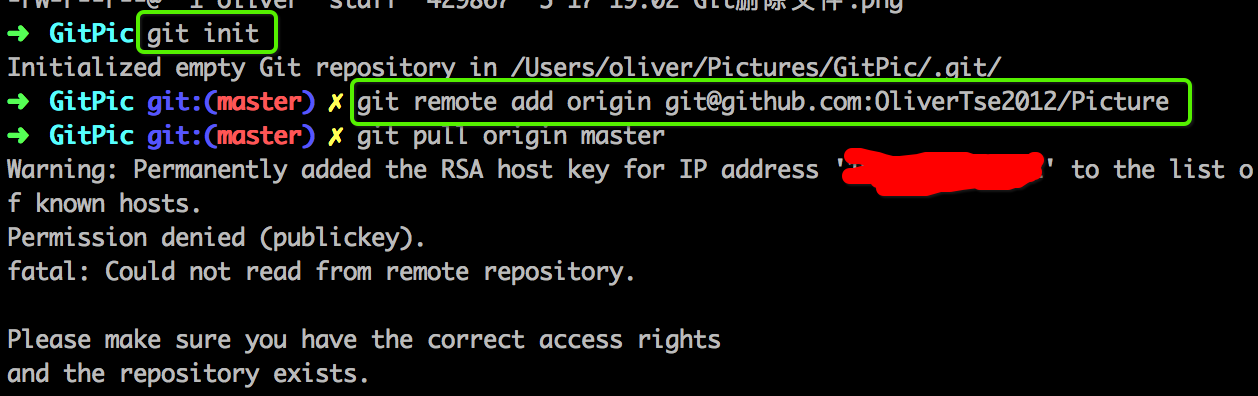 1 oliver staff 429867 5 17 19:02 Git删除文件.png
➜ GitPic git init
Initialized empty Git repository in /Users/oliver/Pictures/GitPic/.git/
➜ GitPic git:(master) ✗ git remote add origin git@github.com:OliverTse2012/Picture
➜ GitPic git:(master) ✗ git pull origin master
Warning: Permanently added the RSA host key for IP address '' to the list o
f known hosts.
Permission denied (publickey).
fatal: Could not read from remote repository.
Please make sure you have the correct access rights
and the repository exists.